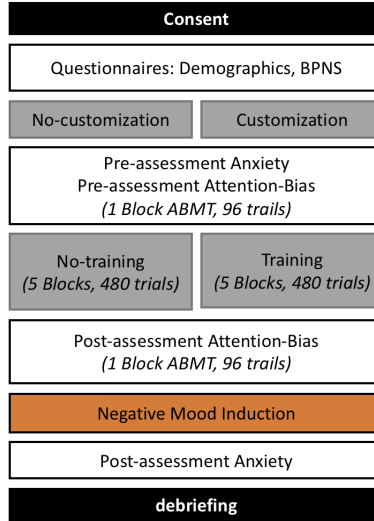 Consent
Questionnaires: Demographics, BPNS
No-customization
Customization
Pre-assessment Anxiety
Pre-assessment Attention-Bias
(1 Block ABMT, 96 trails)
No-training
(5 Blocks, 480 trials)
Training
(5 Blocks, 480 trials)
Post-assessment Attention-Bias
(1 Block ABMT, 96 trails)
Negative Mood Induction
Post-assessment Anxiety
debriefing